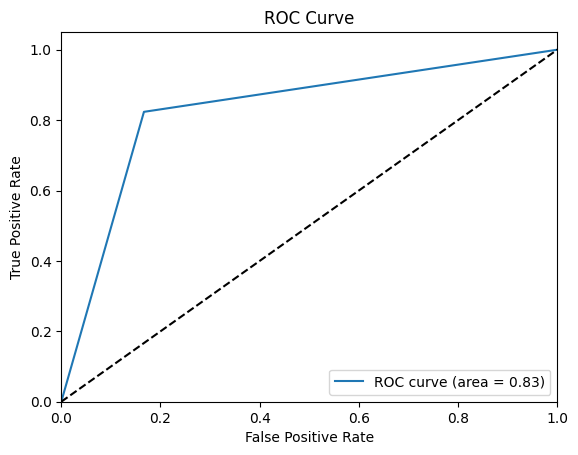 ROC Curve
1.0
0.8
0.6
0.4
0.2
0.0
True Positive Rate
ROC curve (area = 0.83)
0.0 0.2 0.4 0.6 0.8 1.0
False Positive Rate